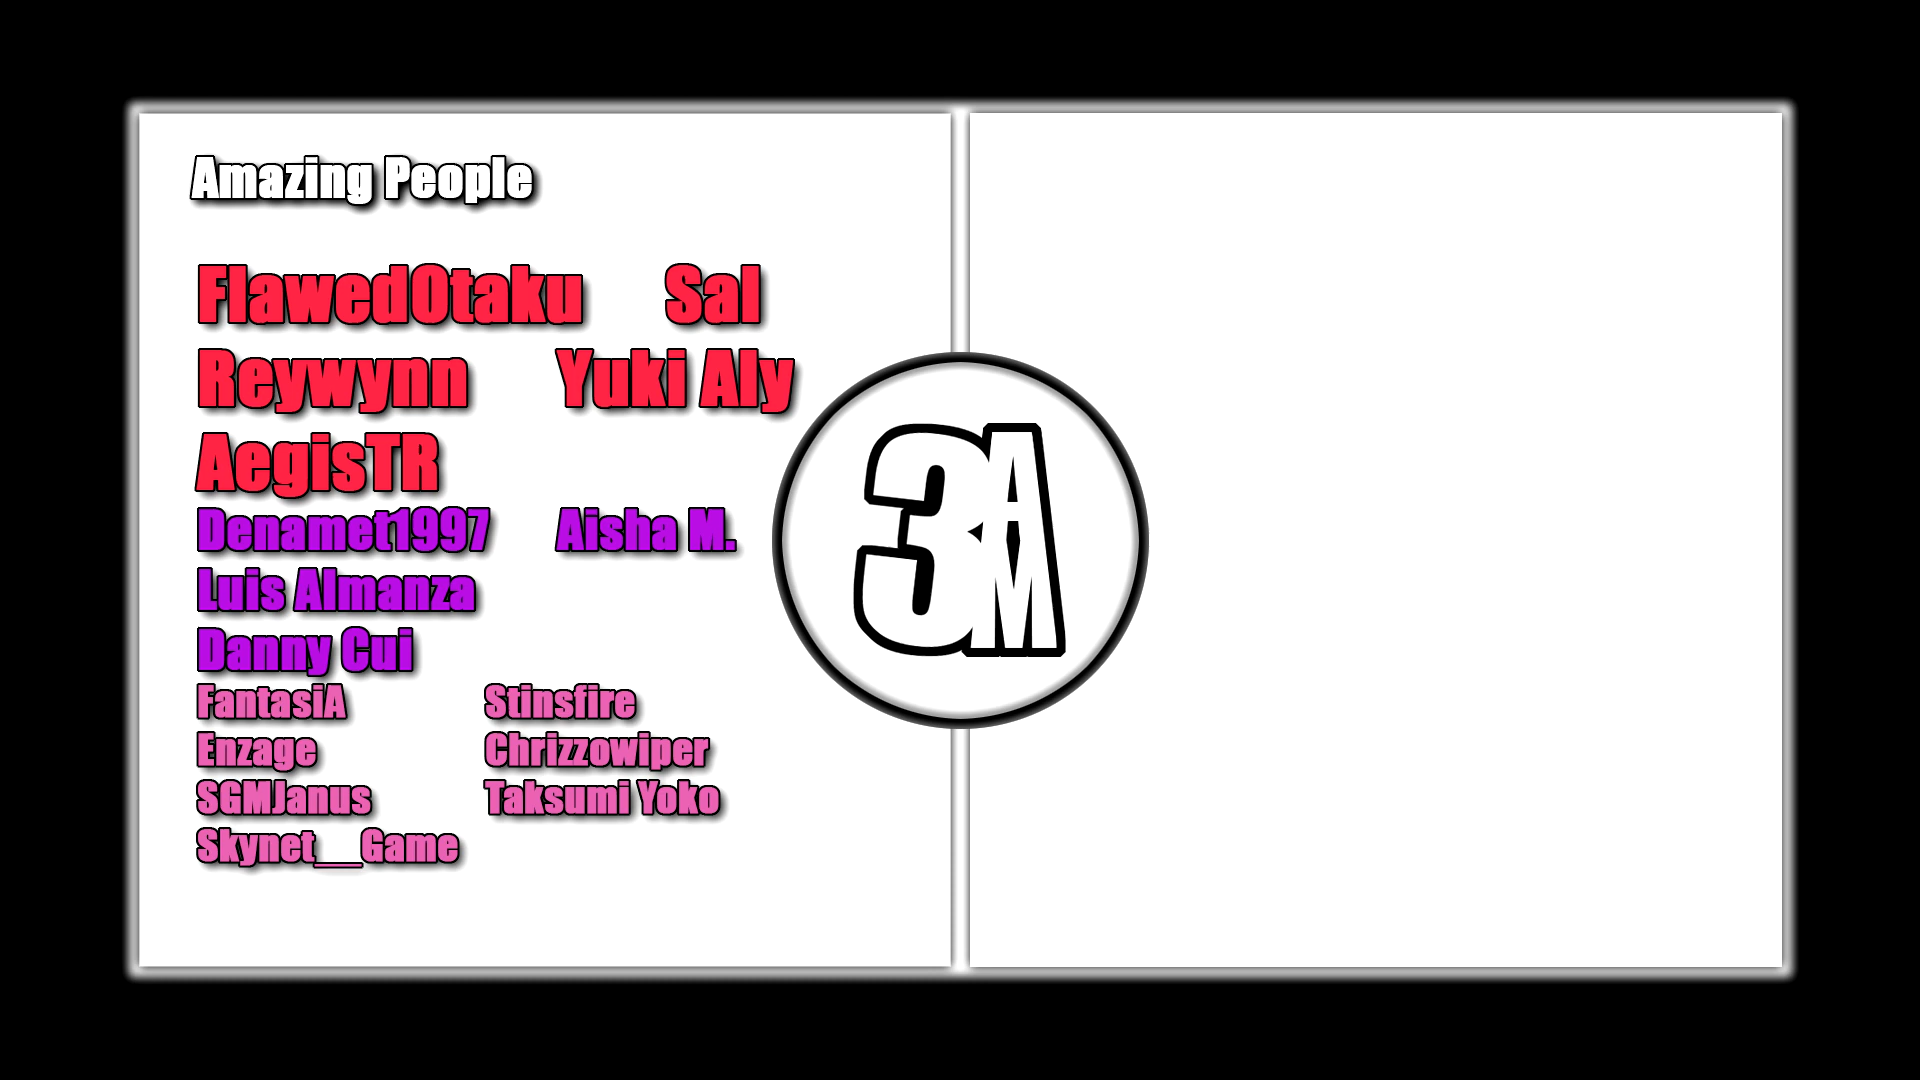 Amazing People
FlawedOtaku Sal
Reywynn Yuki Aly
AegisTR
Denamet1997 Aisha M.
Luis Almanza
Danny Cui
FantasiA Stinsfire
Enzage Chrizzowiper
SGMJanus Taksumi Yoko
Skynet__Game
3AM